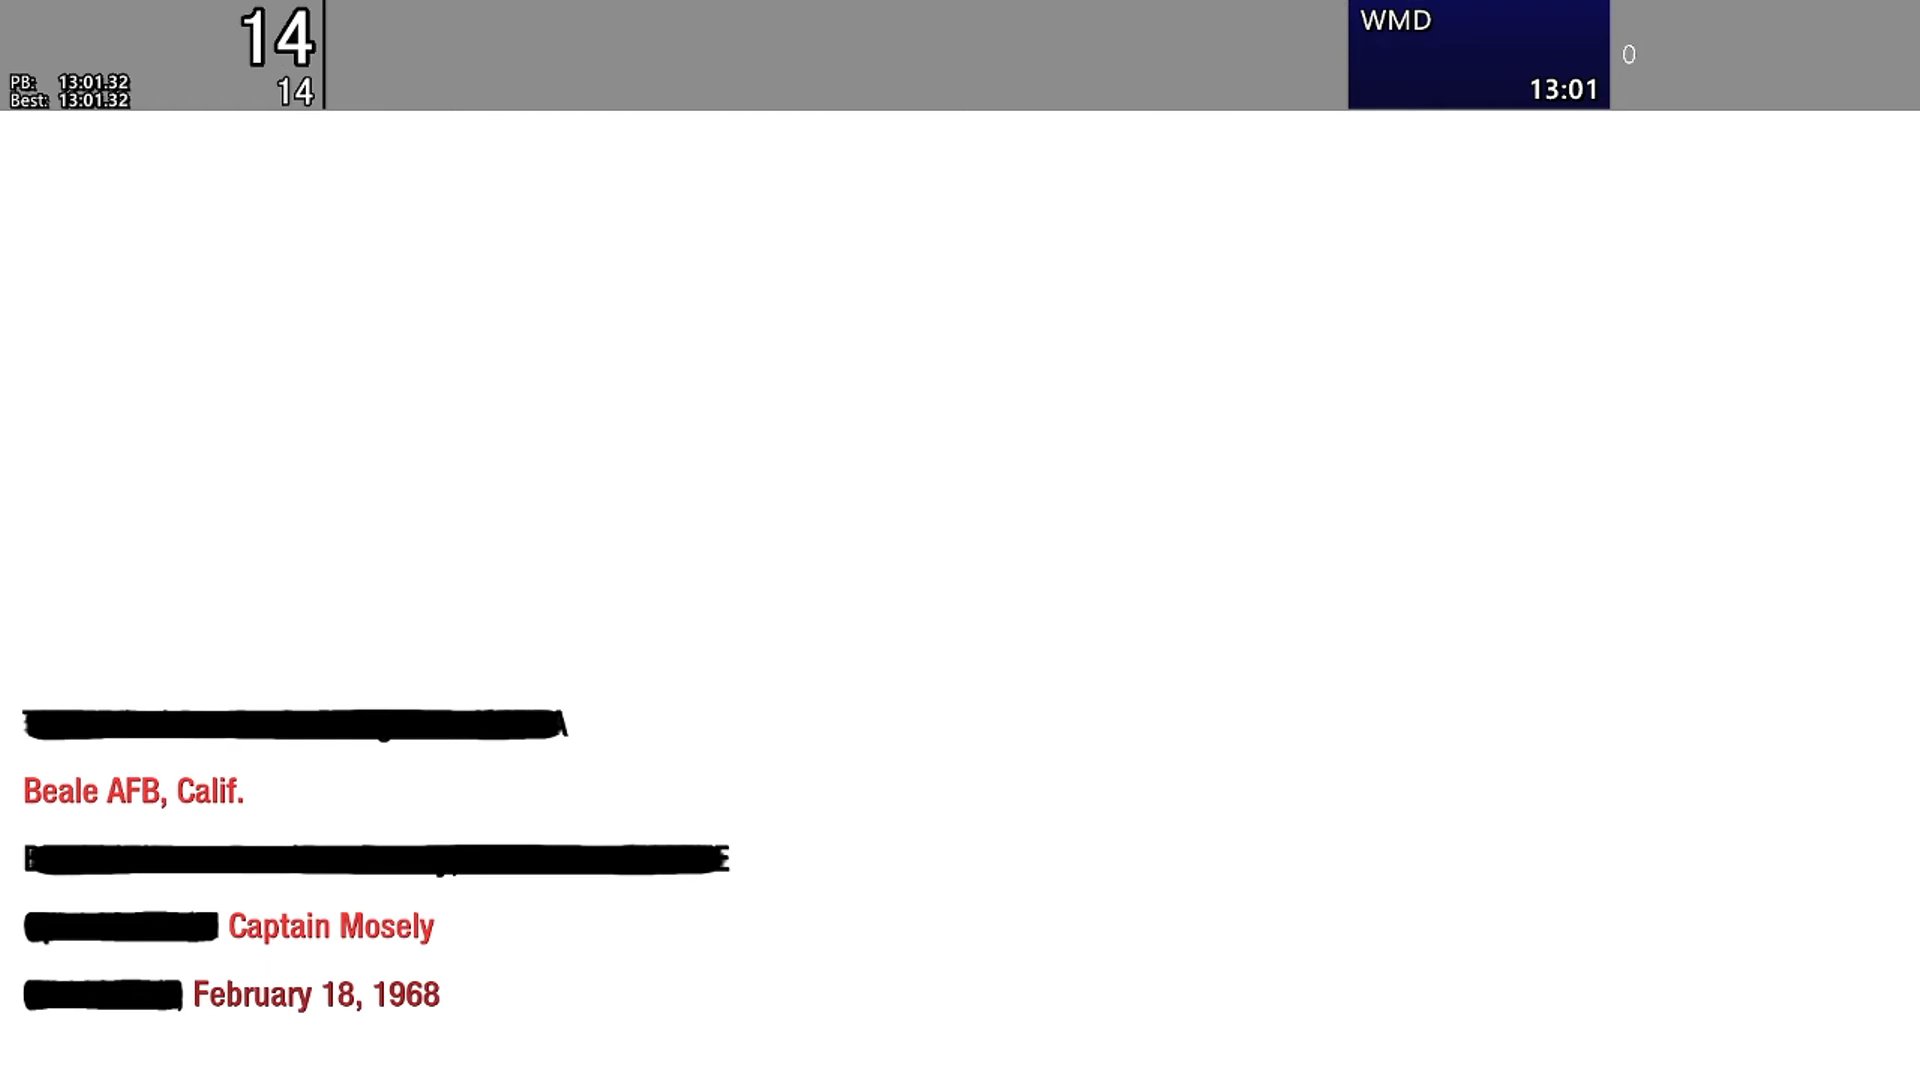 14
14
PB: 13:01.32
Best: 13:01.32
WMD
13:01
0
Beale AFB, Calif.
Captain Mosely
February 18, 1968